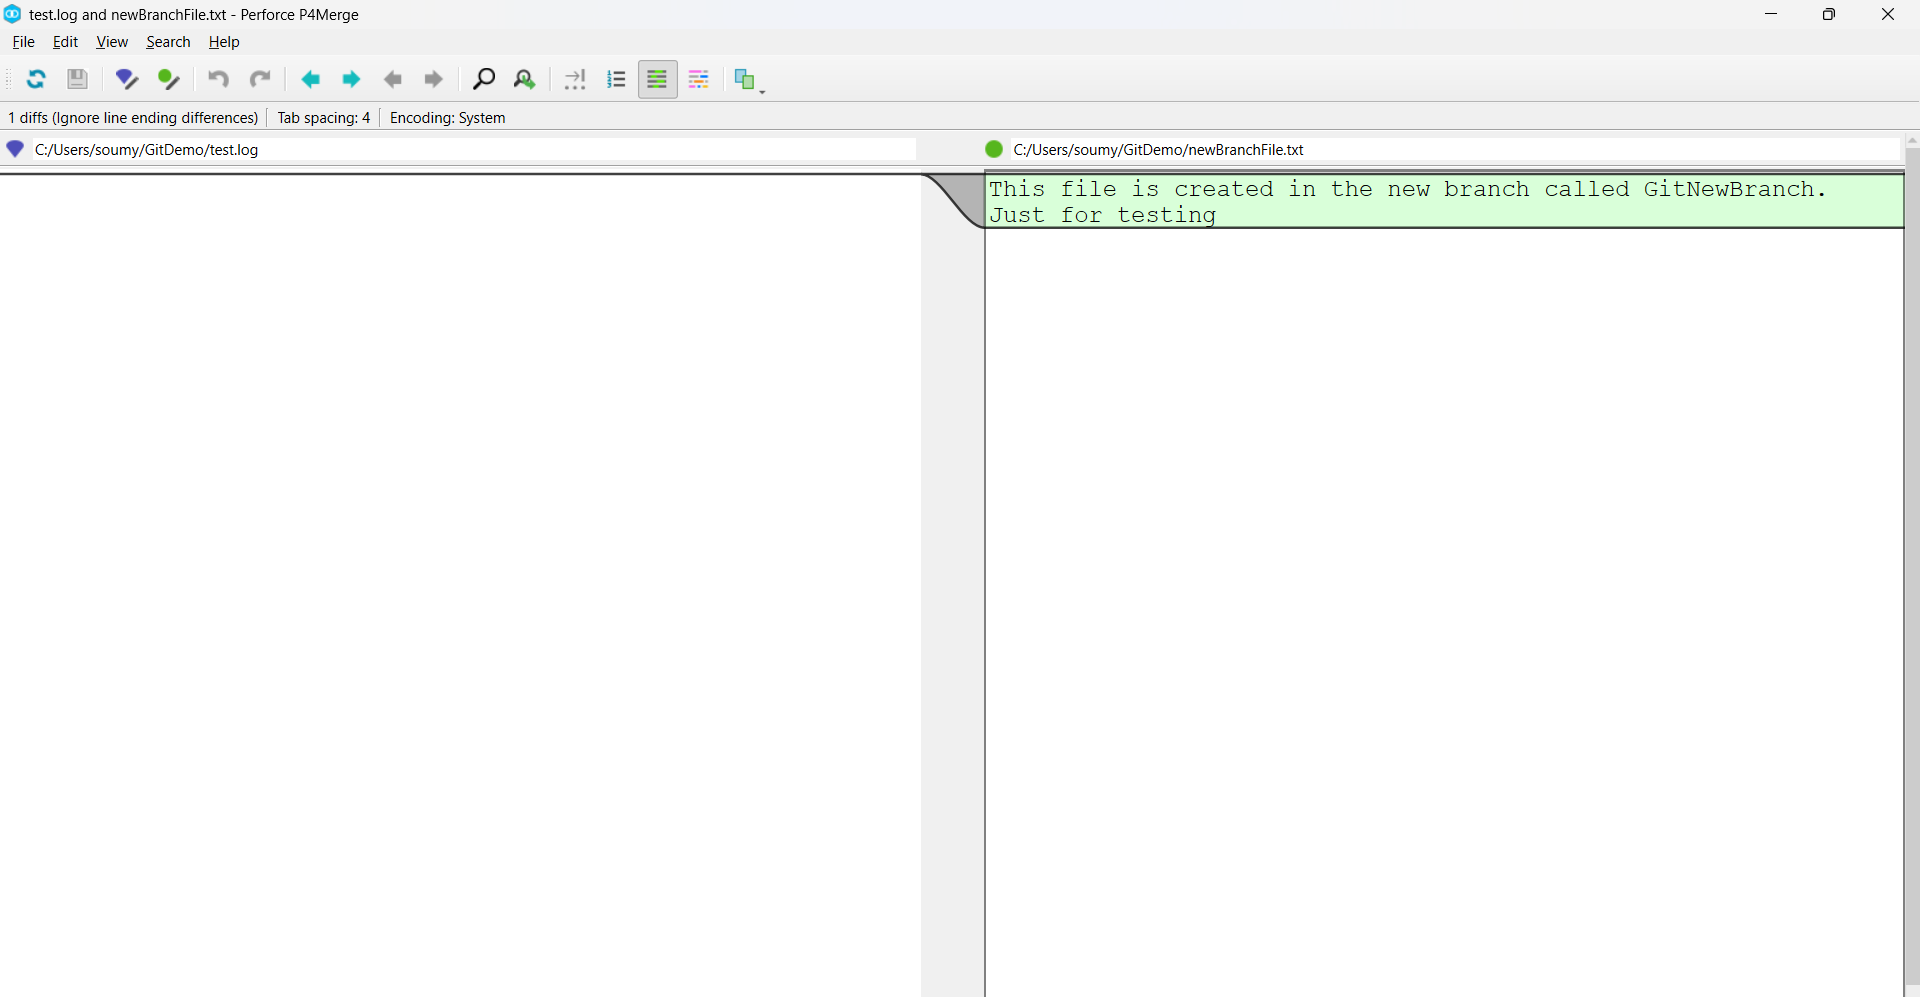 test.log and newBranchFile.txt - Perforce P4Merge
File Edit View Search Help
1 diffs (Ignore line ending differences) Tab spacing: 4 Encoding: System
C:/Users/soumy/GitDemo/test.log
C:/Users/soumy/GitDemo/newBranchFile.txt
This file is created in the new branch called GitNewBranch.
Just for testing